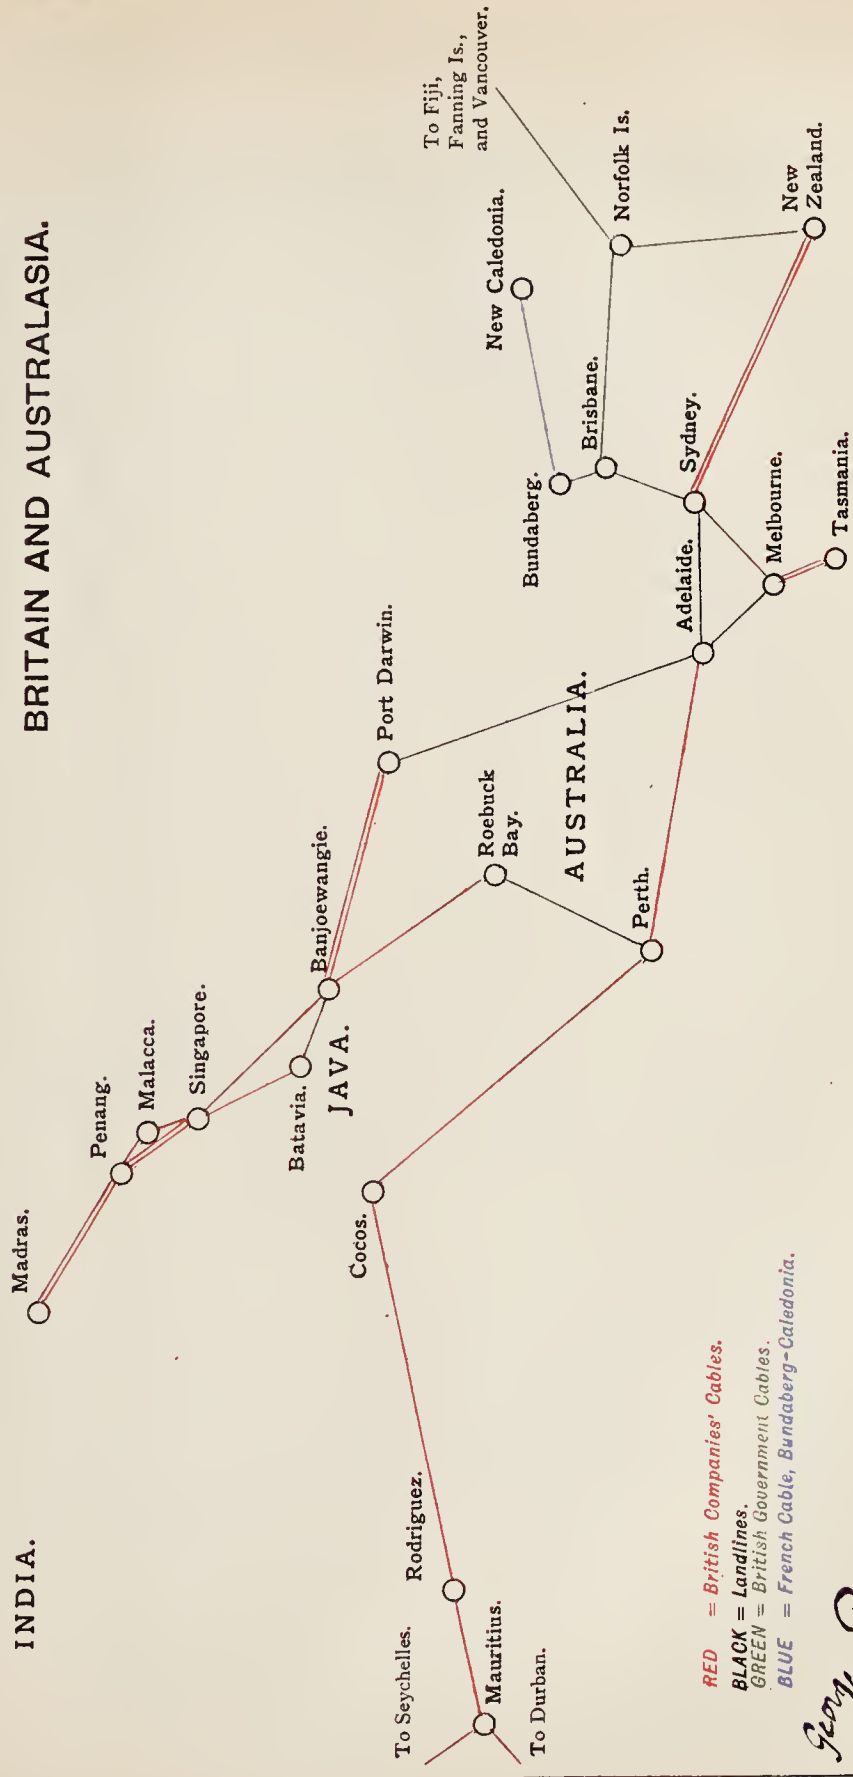 BRITAIN AND AUSTRALASIA.
INDIA.
Madras.
Penang.
Malacca.
Singapore.
Batavia.
JAVA.
Banjoewangie.
Port Darwin.
Roebuck
Bay.
AUSTRALIA.
Perth.
Adelaide.
Melbourne.
Tasmania.
Sydney.
Brisbane.
Bundaberg.
New Caledonia.
Norfolk Is.
New
Zealand.
To Fiji,
Fanning Is.,
and Vancouver.
Cocos.
Rodriguez.
Mauritius.
To Seychelles.
To Durban.
RED = British Companies' Cables.
BLACK = Landlines.
GREEN = British Government Cables.
BLUE = French Cable, Bundaberg-Caledonia.